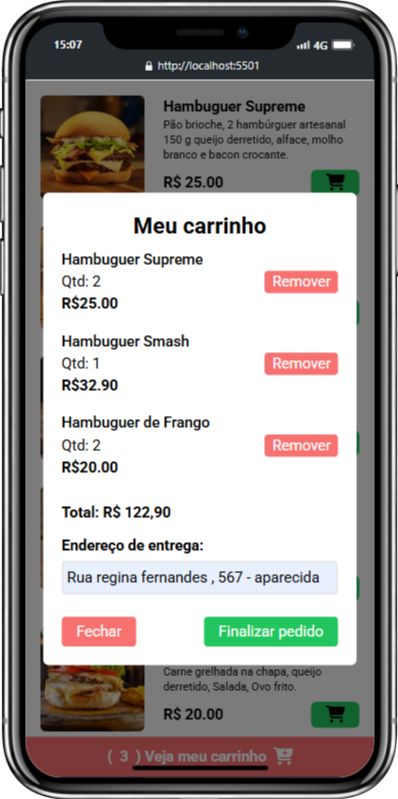 15:07
4G
http://localhost:5501
Hambuguer Supreme
Pão brioche, 2 hambúrguer artesanal
150 g queijo derretido, alface, molho
branco e bacon crocante.
R$ 25.00
Meu carrinho
Hambuguer Supreme
Qtd: 2
Remover
R$25.00
Hambuguer Smash
Qtd: 1
Remover
R$32.90
Hambuguer de Frango
Qtd: 2
Remover
R$20.00
Total: R$ 122,90
Endereço de entrega:
Rua regina fernandes , 567 - aparecida
Fechar
Finalizar pedido
Carne grelhada na chapa, queijo
derretido, Salada, Ovo frito.
R$ 20.00
( 3 ) Veja meu carrinho